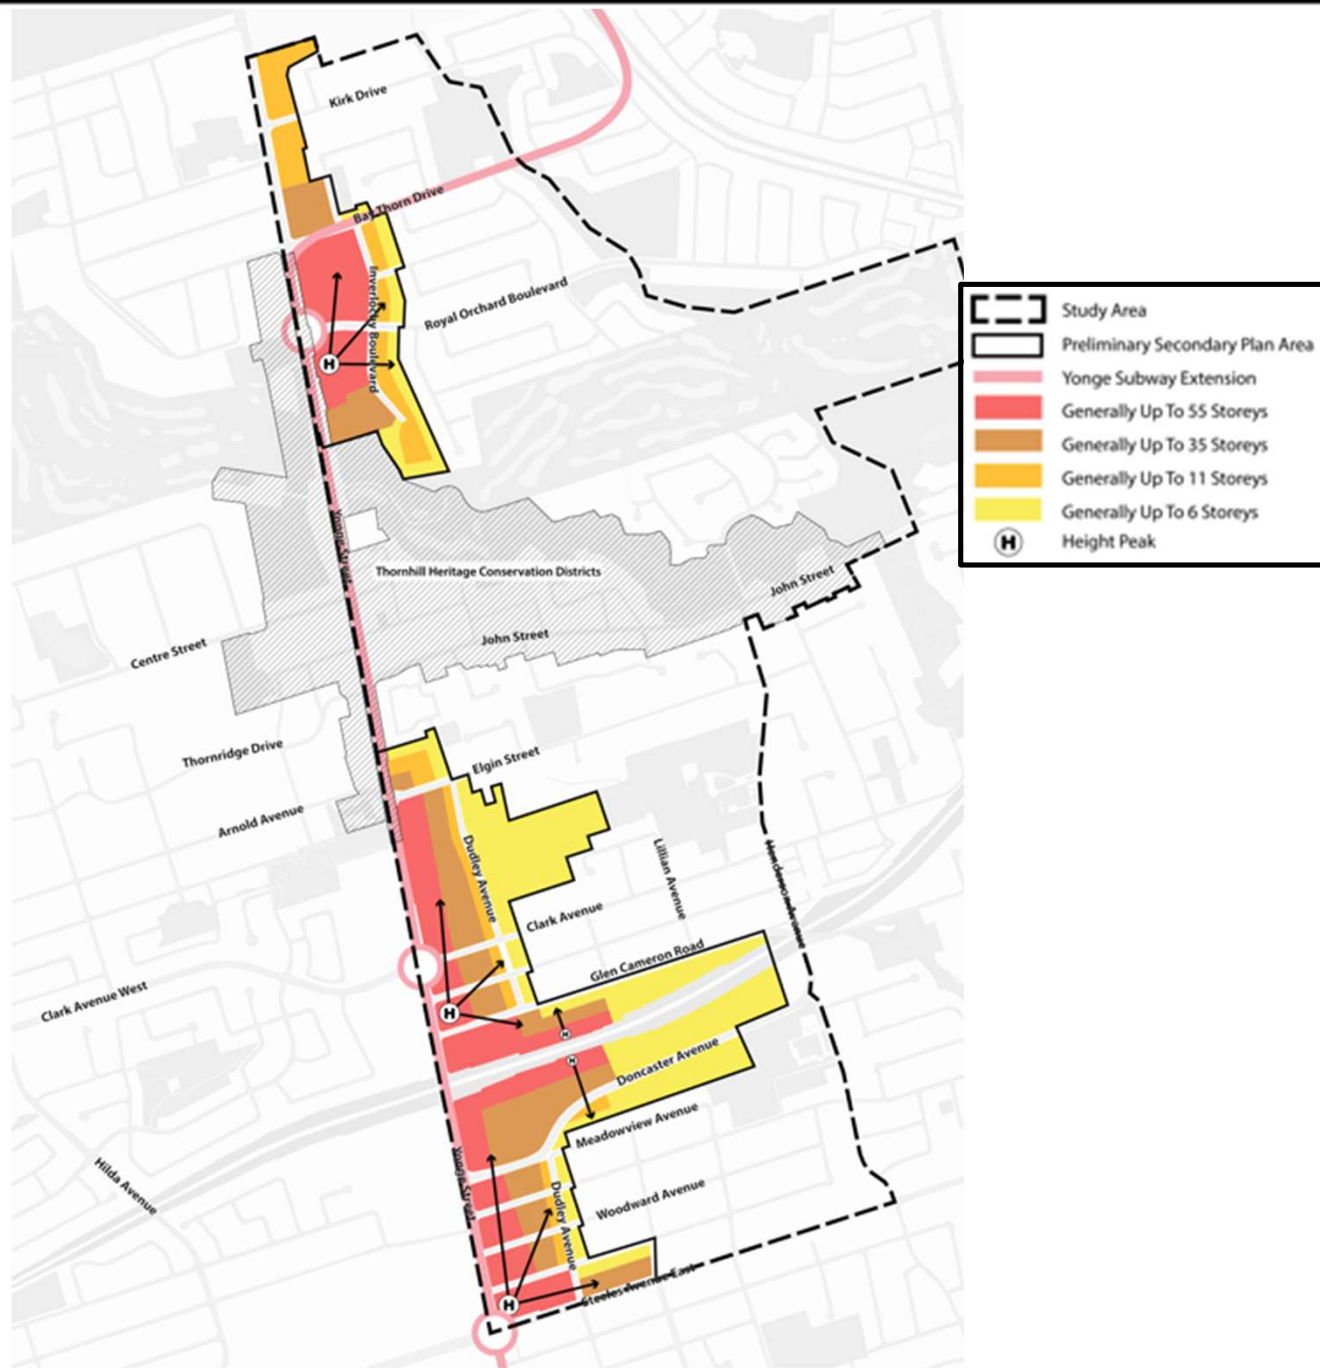 Kirk Drive
Bay Thorn Drive
Inverlochy Boulevard
Royal Orchard Boulevard
H
Study Area
Preliminary Secondary Plan Area
Yonge Subway Extension
Generally Up To 55 Storeys
Generally Up To 35 Storeys
Generally Up To 11 Storeys
Generally Up To 6 Storeys
H Height Peak
Yonge Street
Thornhill Heritage Conservation Districts
John Street
John Street
Centre Street
Thornridge Drive
Elgin Street
Arnold Avenue
Dudley Avenue
Lillian Avenue
Henderson Avenue
Clark Avenue
Glen Cameron Road
Clark Avenue West
H
H
H
Doncaster Avenue
Meadowview Avenue
Hilda Avenue
Yonge Street
Dudley Avenue
Woodward Avenue
H
Steeles Avenue East